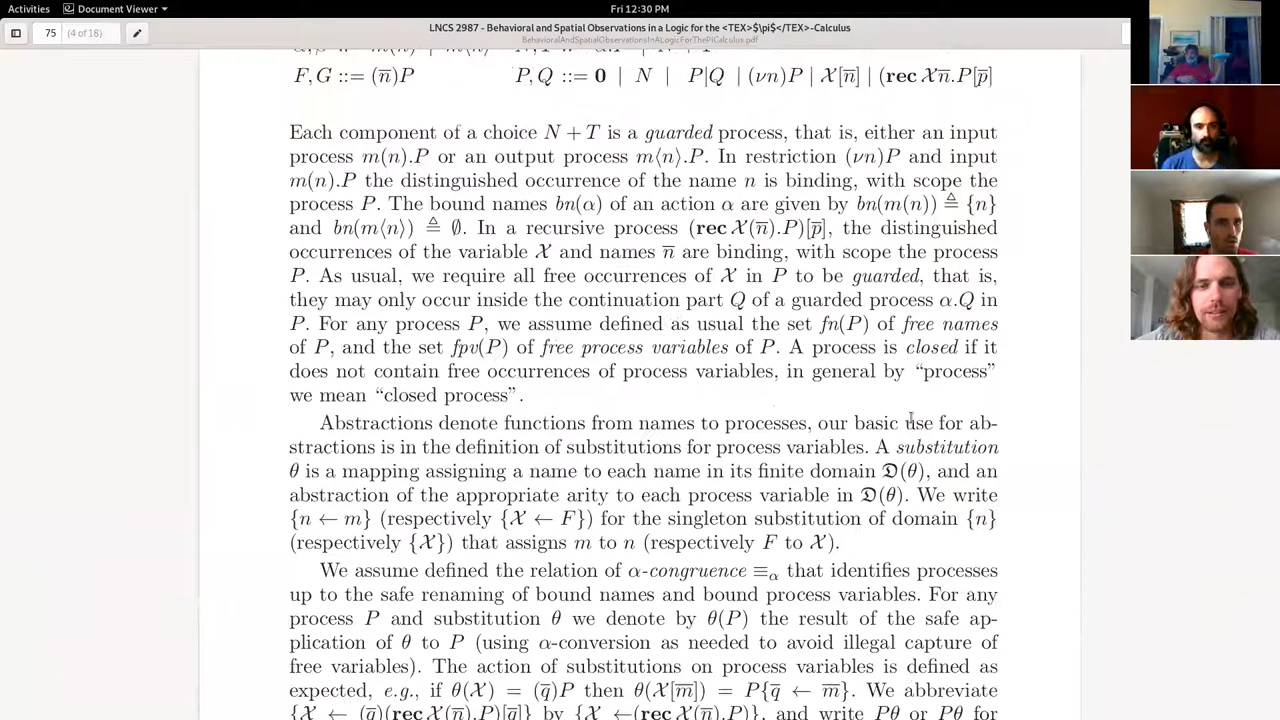 Activities
Document Viewer
Fri 12:30 PM
75
(4 of 18)
LNCS 2987 - Behavioral and Spatial Observations in a Logic for the <TEX>$\pi$</TEX>-Calculus
BehavioralAndSpatialObservationsInALogicForThePiCalculus.pdf
F, G ::= (n̅)P P, Q ::= 0 | N | P|Q | (νn)P | 𝒳[n̅] | (rec 𝒳n̅.P[p̅]
Each component of a choice N + T is a guarded process, that is, either an input
process m(n).P or an output process m⟨n⟩.P. In restriction (νn)P and input
m(n).P the distinguished occurrence of the name n is binding, with scope the
process P. The bound names bn(α) of an action α are given by bn(m(n)) ≜ {n}
and bn(m⟨n⟩) ≜ ∅. In a recursive process (rec 𝒳(n̅).P)[p̅], the distinguished
occurrences of the variable 𝒳 and names n̅ are binding, with scope the process
P. As usual, we require all free occurrences of 𝒳 in P to be guarded, that is,
they may only occur inside the continuation part Q of a guarded process α.Q in
P. For any process P, we assume defined as usual the set fn(P) of free names
of P, and the set fpv(P) of free process variables of P. A process is closed if it
does not contain free occurrences of process variables, in general by “process”
we mean “closed process”.
Abstractions denote functions from names to processes, our basic use for ab-
stractions is in the definition of substitutions for process variables. A substitution
θ is a mapping assigning a name to each name in its finite domain 𝔇(θ), and an
abstraction of the appropriate arity to each process variable in 𝔇(θ). We write
{n ← m} (respectively {𝒳 ← F}) for the singleton substitution of domain {n}
(respectively {𝒳}) that assigns m to n (respectively F to 𝒳).
We assume defined the relation of α-congruence ≡α that identifies processes
up to the safe renaming of bound names and bound process variables. For any
process P and substitution θ we denote by θ(P) the result of the safe ap-
plication of θ to P (using α-conversion as needed to avoid illegal capture of
free variables). The action of substitutions on process variables is defined as
expected, e.g., if θ(𝒳) = (q̅)P then θ(𝒳[m̅]) = P{q̅ ← m̅}. We abbreviate
{𝒳 ← (q̅)(rec 𝒳(n̅).P)[q̅]} by {𝒳 ←(rec 𝒳(n̅).P)}, and write Pθ or Pθ for